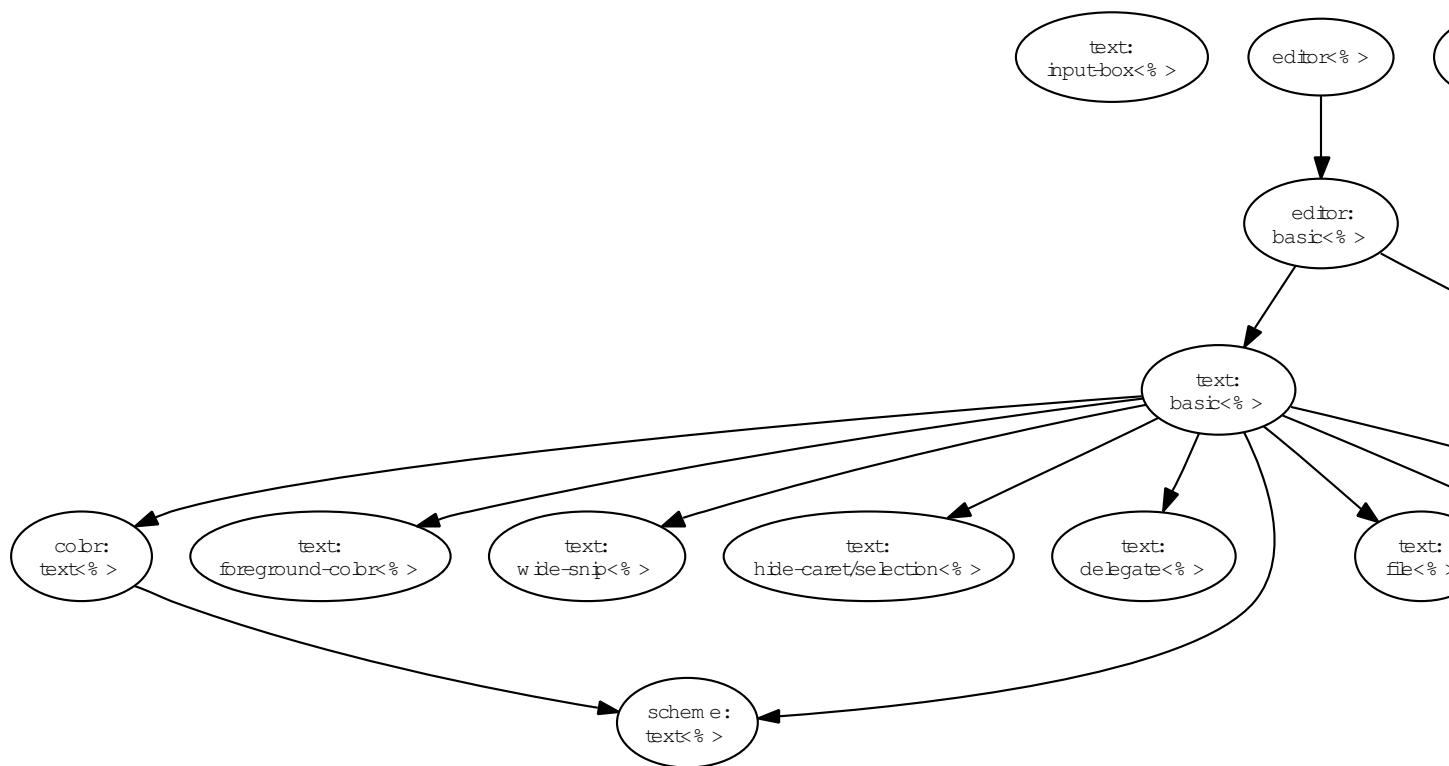 text:
input-box<%>
editor<%>
editor:
basic<%>
text:
basic<%>
color:
text<%>
text:
foreground-color<%>
text:
wide-snip<%>
text:
hide-caret/selection<%>
text:
delegate<%>
text:
file<%>
scheme:
text<%>